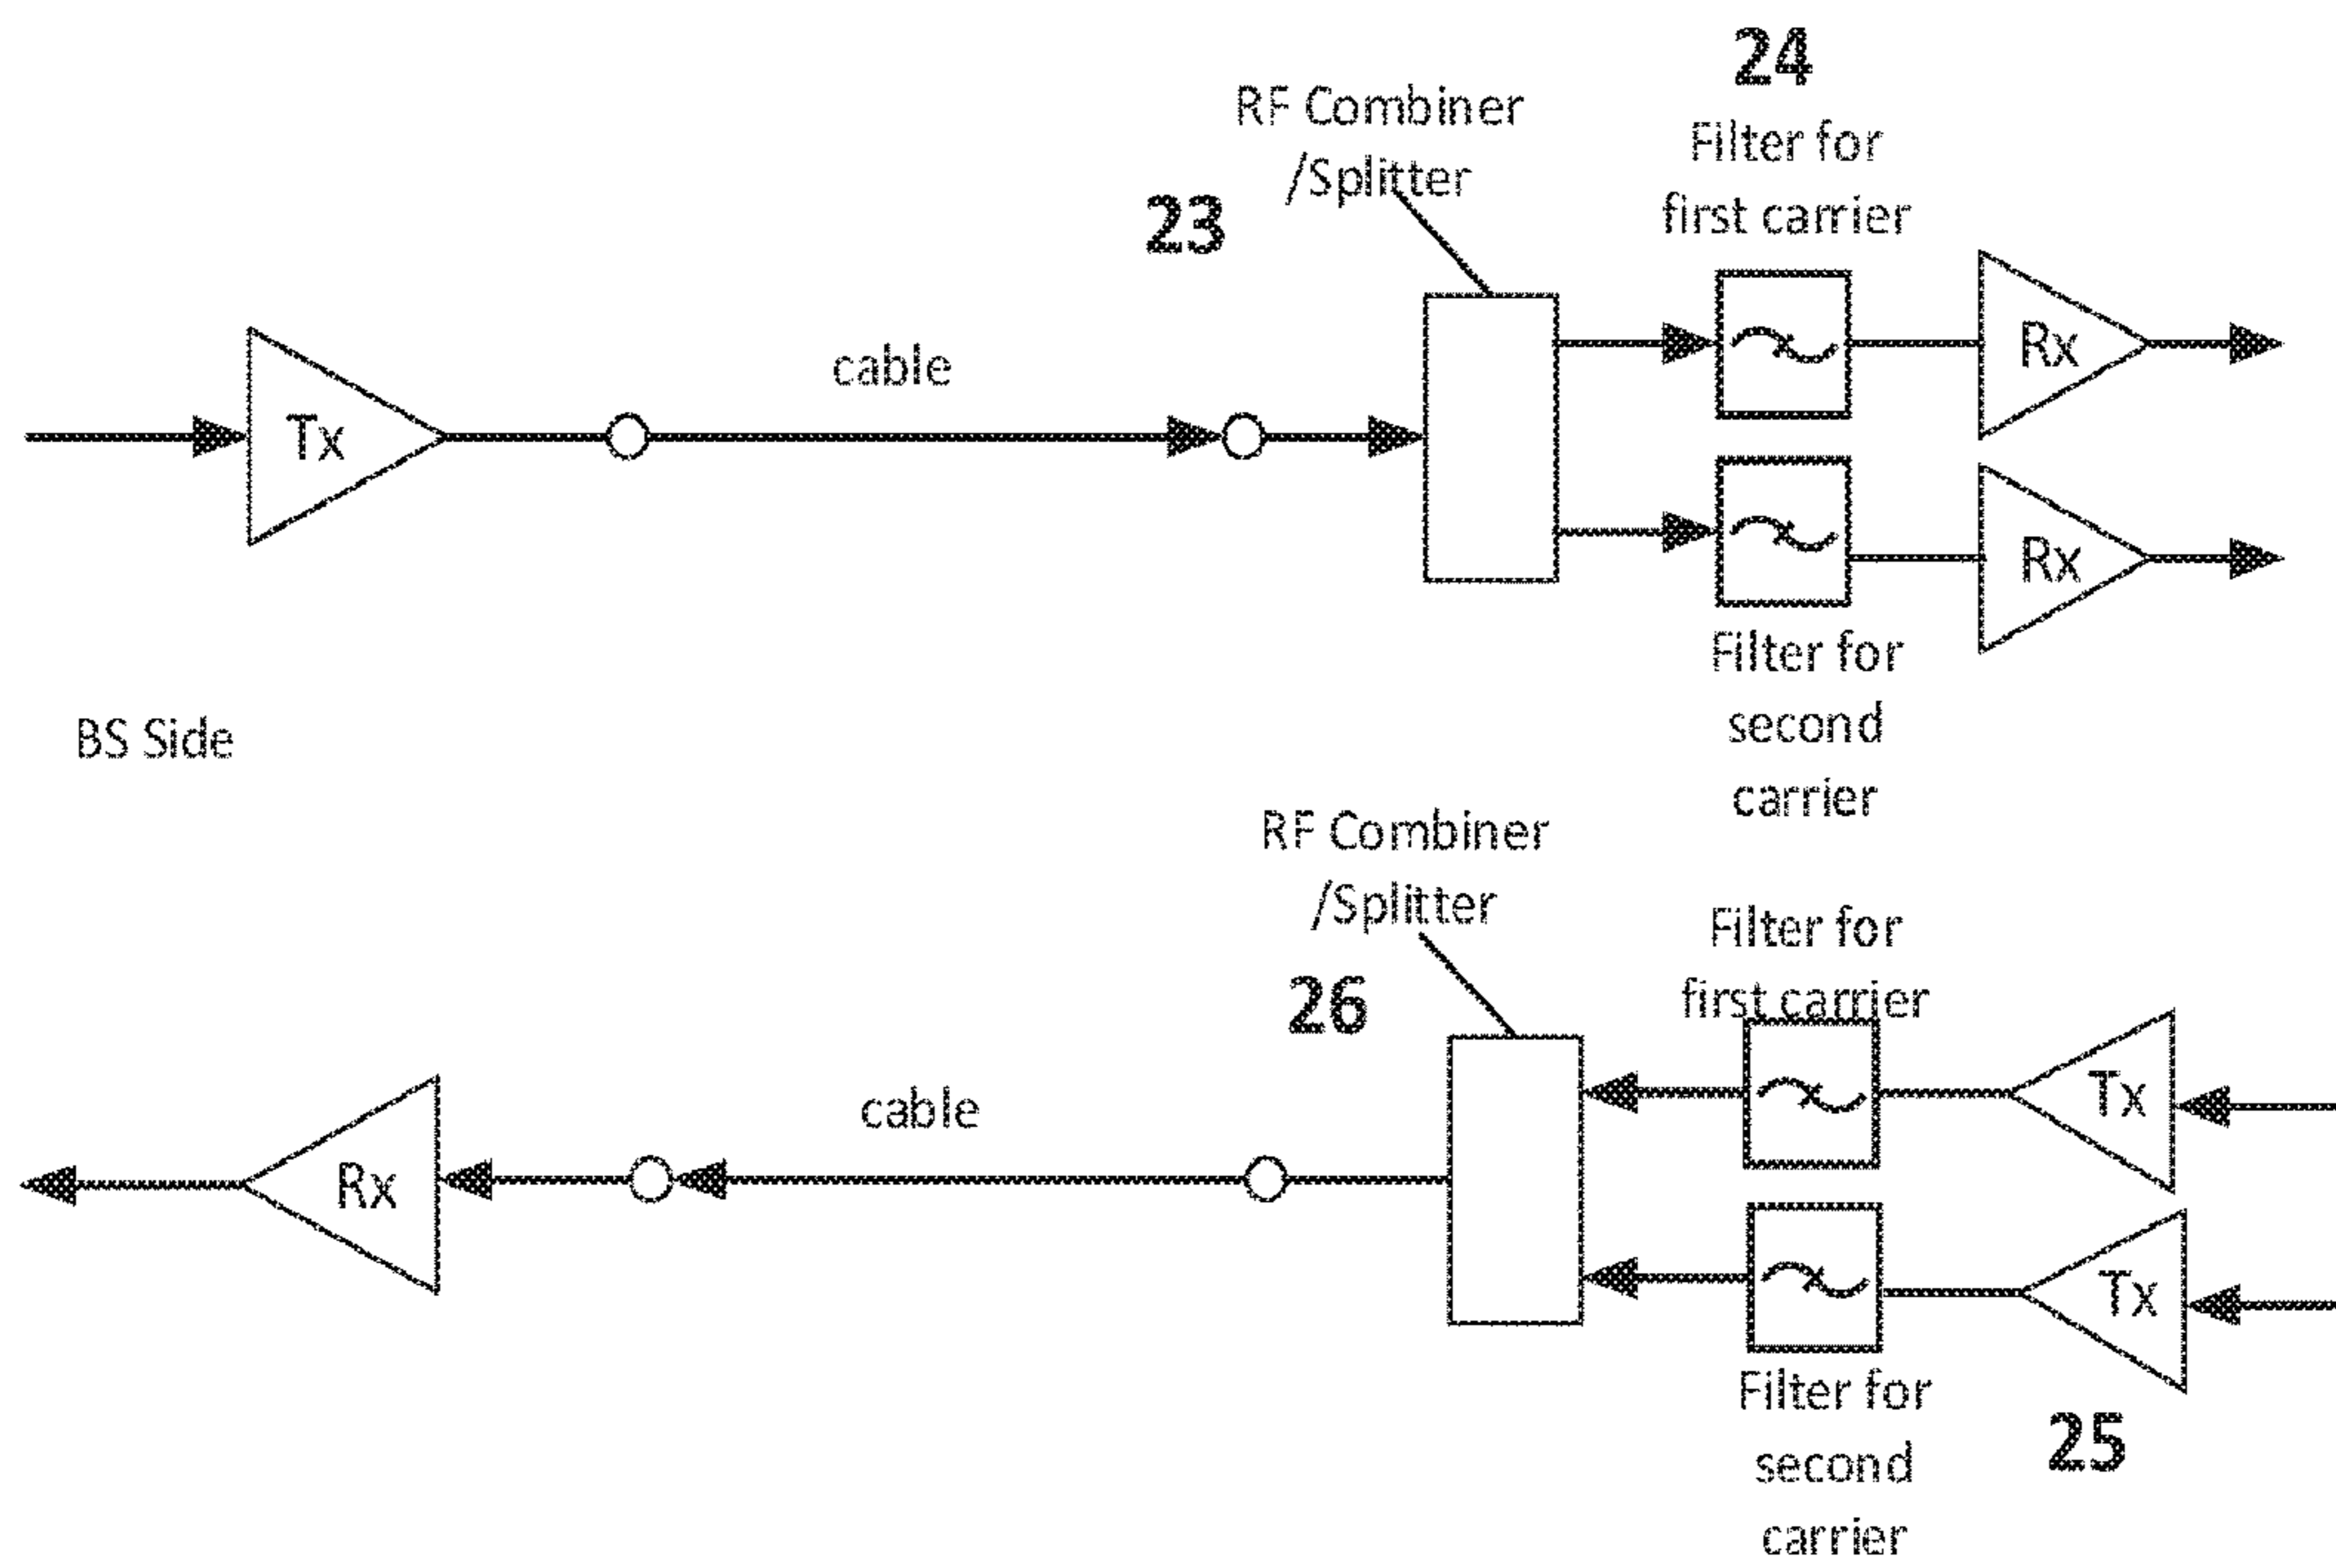 24
RF Combiner
/Splitter
Filter for
first carrier
23
cable
Tx
Rx
Rx
Filter for
second
carrier
BS Side
RF Combiner
/Splitter
Filter for
first carrier
26
cable
Rx
Tx
Tx
Filter for
second
carrier
25